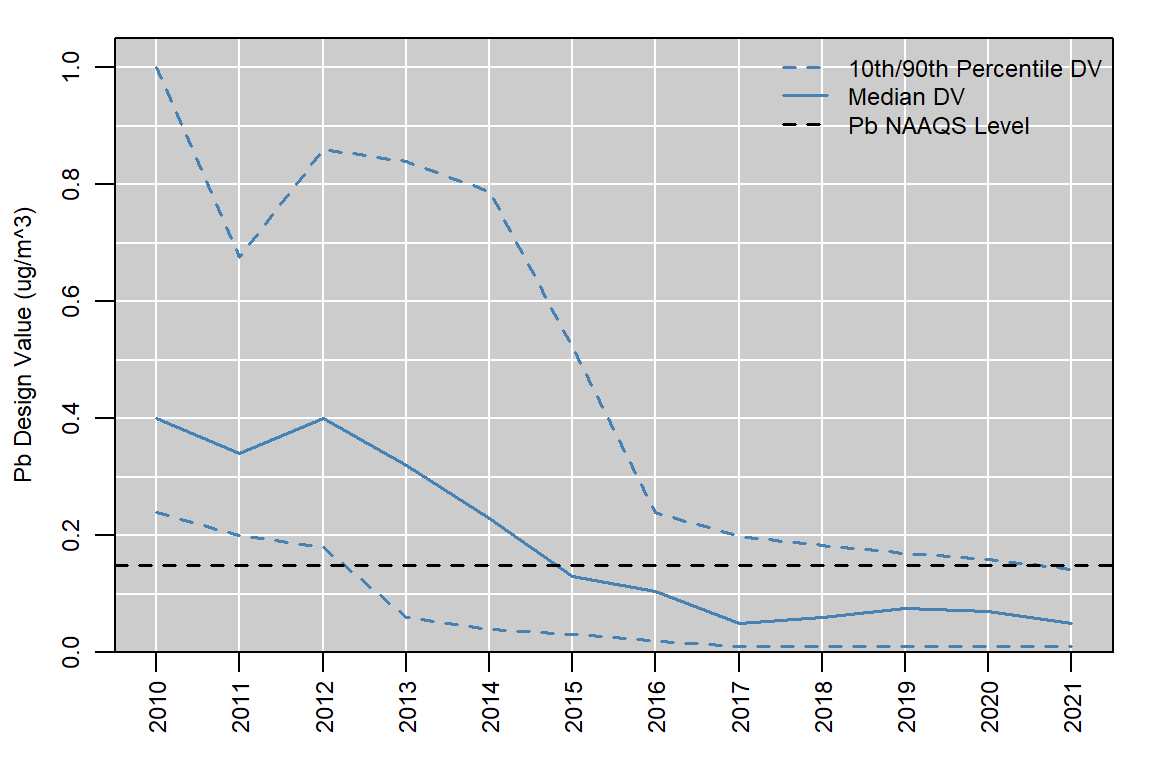 10th/90th Percentile DV
Median DV
Pb NAAQS Level
Pb Design Value (ug/m^3)
1.0
0.8
0.6
0.4
0.2
0.0
2010 2011 2012 2013 2014 2015 2016 2017 2018 2019 2020 2021